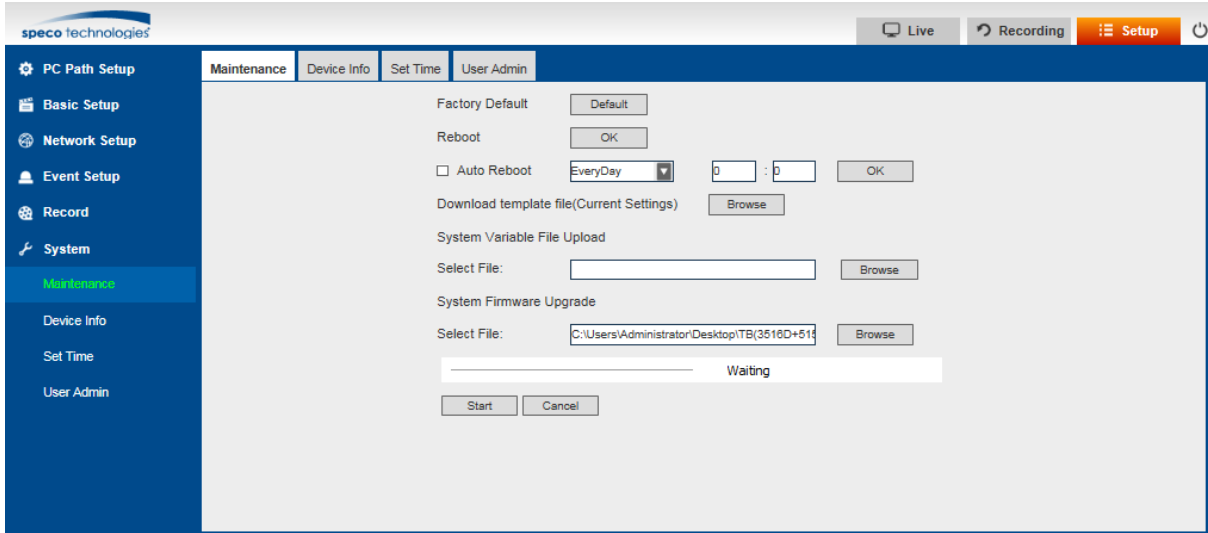 speco technologies
Live
Recording
Setup
PC Path Setup
Basic Setup
Network Setup
Event Setup
Record
System
Maintenance
Device Info
Set Time
User Admin
Maintenance Device Info Set Time User Admin
Factory Default Default
Reboot OK
Auto Reboot EveryDay 0 : 0 OK
Download template file(Current Settings) Browse
System Variable File Upload
Select File: Browse
System Firmware Upgrade
Select File: C:\Users\Administrator\Desktop\TB(3516D+515 Browse
Waiting
Start Cancel